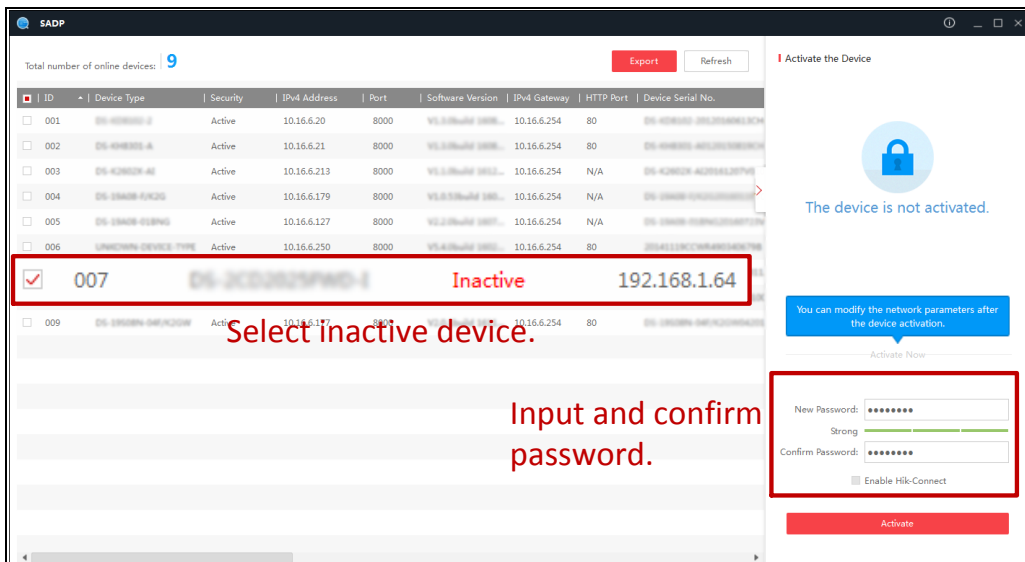 SADP
Total number of online devices: 9
Export
Refresh
ID | Device Type | Security | IPv4 Address | Port | Software Version | IPv4 Gateway | HTTP Port | Device Serial No.
001 Active 10.16.6.20 8000 10.16.6.254 80
002 Active 10.16.6.21 8000 10.16.6.254 80
003 Active 10.16.6.213 8000 10.16.6.254 N/A
004 Active 10.16.6.179 8000 10.16.6.254 N/A
005 Active 10.16.6.127 8000 10.16.6.254 N/A
006 UNKOWN-DEVICE-TYPE Active 10.16.6.250 8000 10.16.6.254 80
007 Inactive 192.168.1.64
009 Active 10.16.6.177 8000 10.16.6.254 80
Select inactive device.
Input and confirm
password.
Activate the Device
The device is not activated.
You can modify the network parameters after
the device activation.
Activate Now
New Password:
Strong
Confirm Password:
Enable Hik-Connect
Activate